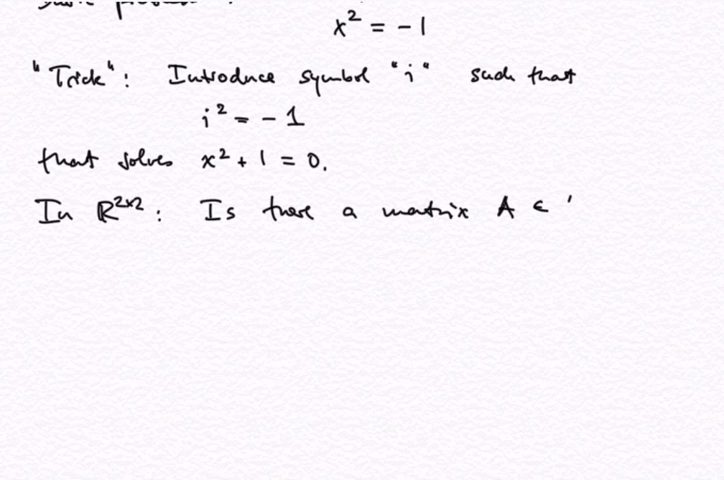 x² = -1
"Trick": Introduce symbol "i" such that
i² = -1
that solves x² + 1 = 0.
In ℝ²ˣ²: Is there a matrix A ∈